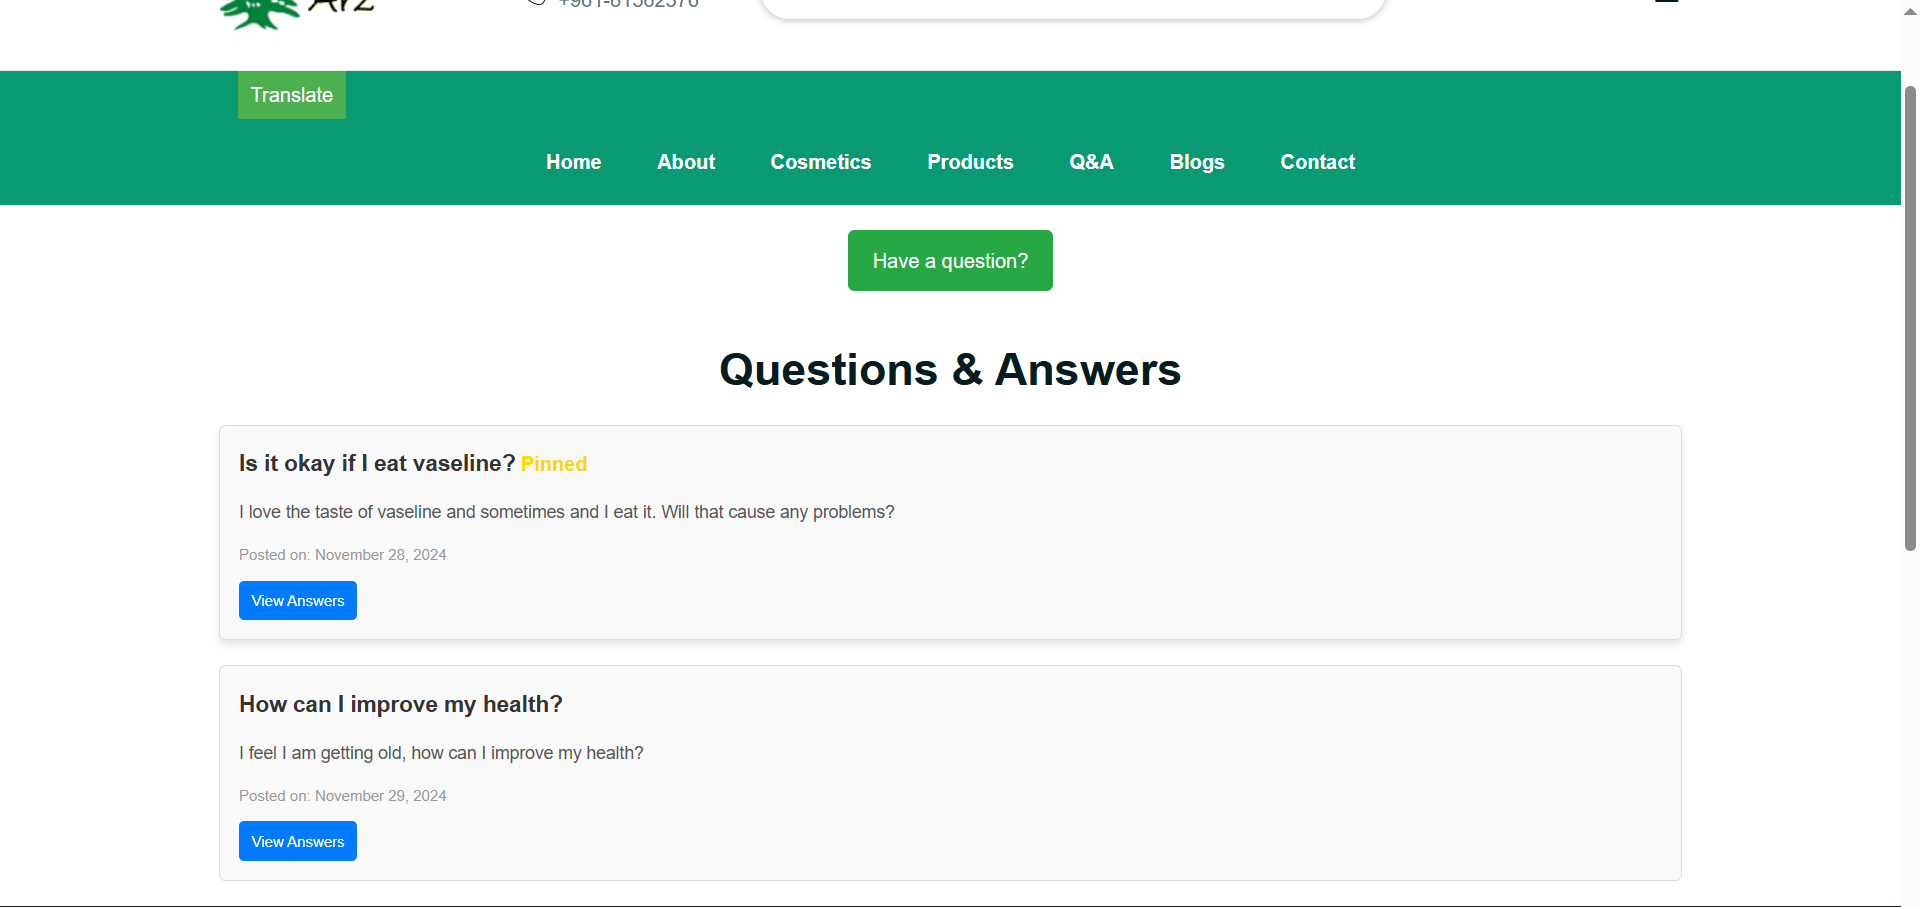 Arz
+961-81562376
Translate
Home About Cosmetics Products Q&A Blogs Contact
Have a question?
Questions & Answers
Is it okay if I eat vaseline? Pinned
I love the taste of vaseline and sometimes and I eat it. Will that cause any problems?
Posted on: November 28, 2024
View Answers
How can I improve my health?
I feel I am getting old, how can I improve my health?
Posted on: November 29, 2024
View Answers